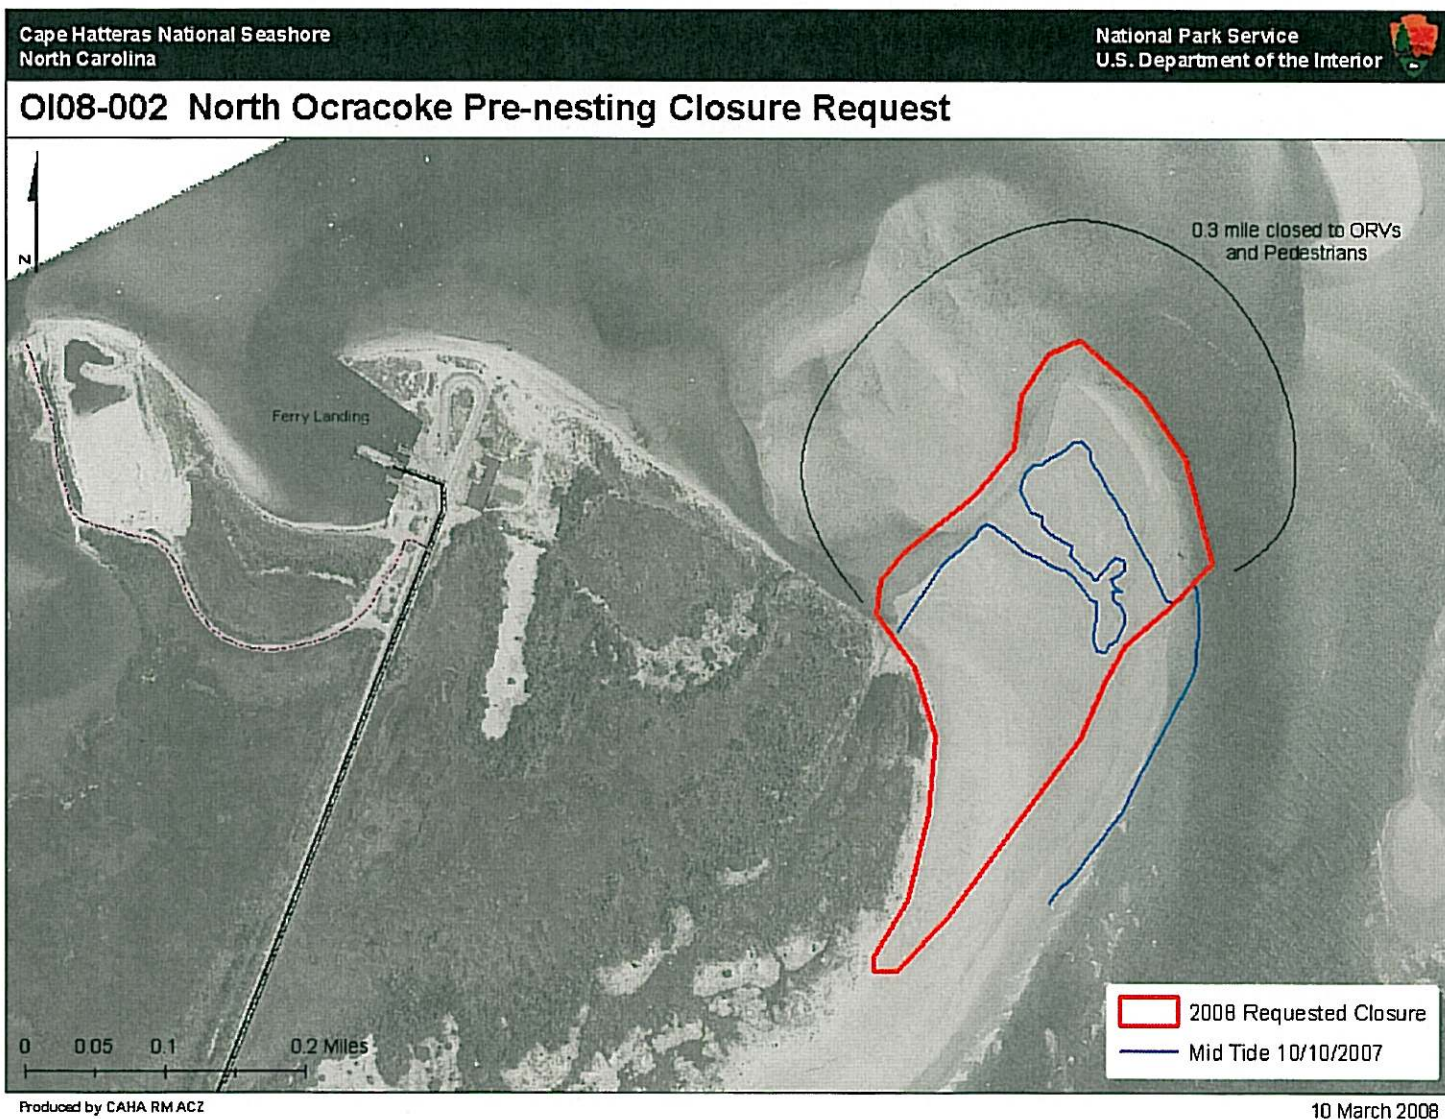 Cape Hatteras National Seashore
North Carolina
National Park Service
U.S. Department of the Interior
OI08-002 North Ocracoke Pre-nesting Closure Request
N
0.3 mile closed to ORVs
and Pedestrians
Ferry Landing
2008 Requested Closure
Mid Tide 10/10/2007
0 0.05 0.1 0.2 Miles
Produced by CAHA RM ACZ
10 March 2008